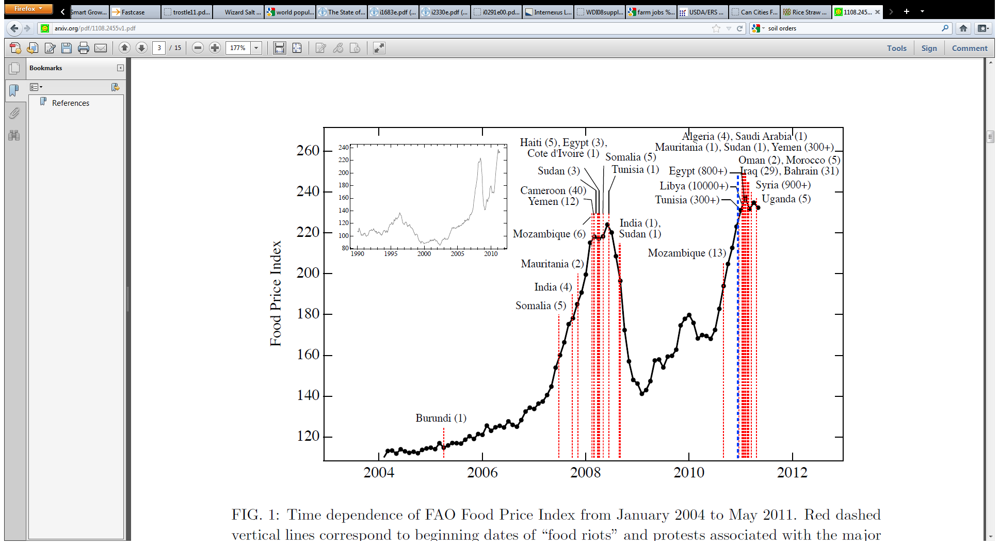 Firefox
Smart Grow...
Fastcase
trostle11.pd...
Wizard Salt ...
world popul...
The State of...
i1683e.pdf (...
i2330e.pdf (...
i0291e00.pd...
Internexus L...
WDI08suppl...
farm jobs %...
USDA/ERS ...
Can Cities F...
Rice Straw ...
1108.245...
arxiv.org/pdf/1108.2455v1.pdf
soil orders
3 / 15
177%
Tools Sign Comment
Bookmarks
References
Haiti (5), Egypt (3),
Cote d'Ivoire (1)
Somalia (5)
Sudan (3)
Tunisia (1)
Cameroon (40)
Yemen (12)
Mozambique (6)
India (1),
Sudan (1)
Mauritania (2)
India (4)
Somalia (5)
Burundi (1)
Algeria (4), Saudi Arabia (1)
Mauritania (1), Sudan (1), Yemen (300+)
Oman (2), Morocco (5)
Egypt (800+)
Iraq (29), Bahrain (31)
Libya (10000+)
Syria (900+)
Tunisia (300+)
Uganda (5)
Mozambique (13)
240
220
200
180
160
140
120
100
80
1990 1995 2000 2005 2010
Food Price Index
260
240
220
200
180
160
140
120
2004 2006 2008 2010 2012
FIG. 1: Time dependence of FAO Food Price Index from January 2004 to May 2011. Red dashed
vertical lines correspond to beginning dates of “food riots” and protests associated with the major